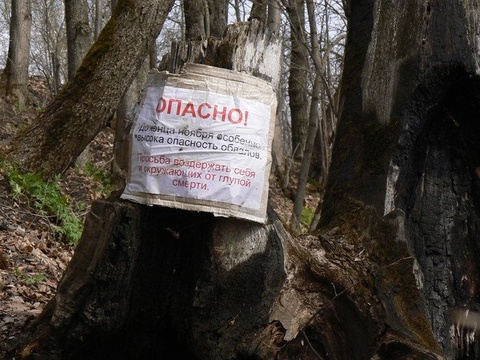 ОПАСНО!
До конца ноября особенно
высока опасность обвалов.
Просьба воздержать себя
и окружающих от глупой
смерти.